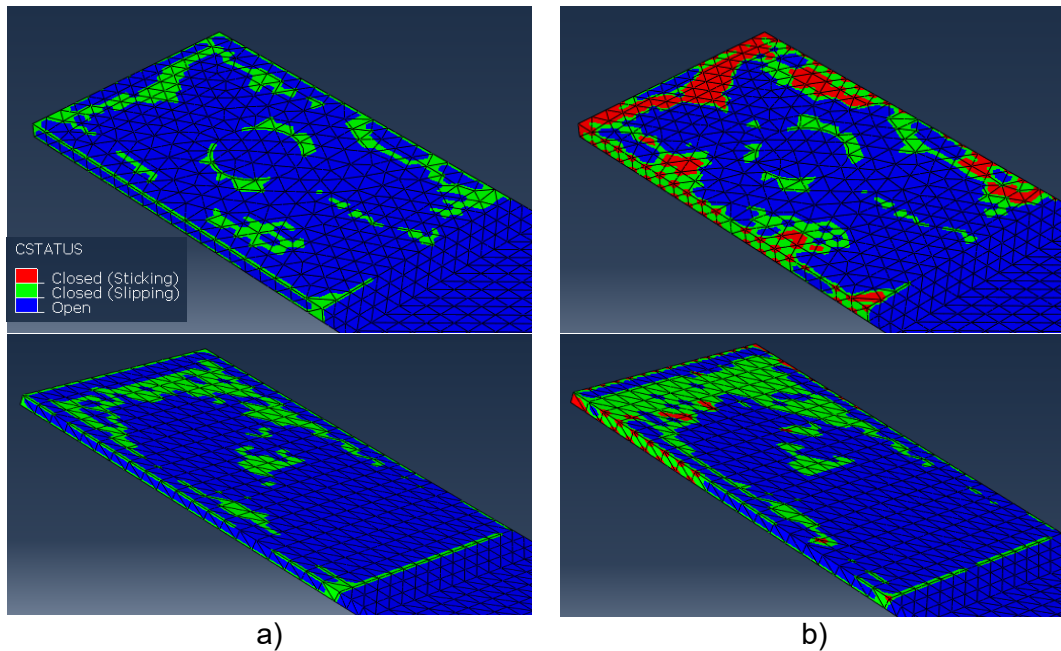 CSTATUS
Closed (Sticking)
Closed (Slipping)
Open
a)
b)